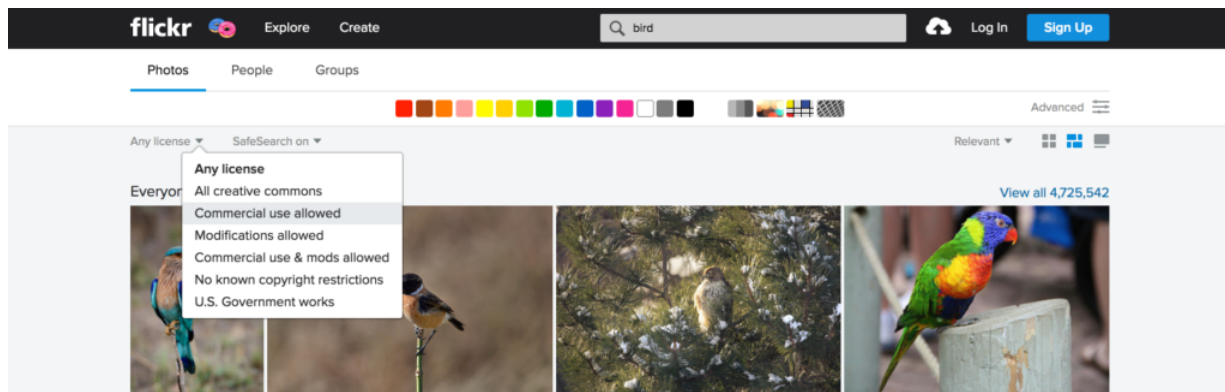 flickr Explore Create bird Log In Sign Up
Photos People Groups
Advanced
Any license SafeSearch on Relevant
Any license
Everyon All creative commons View all 4,725,542
Commercial use allowed
Modifications allowed
Commercial use & mods allowed
No known copyright restrictions
U.S. Government works